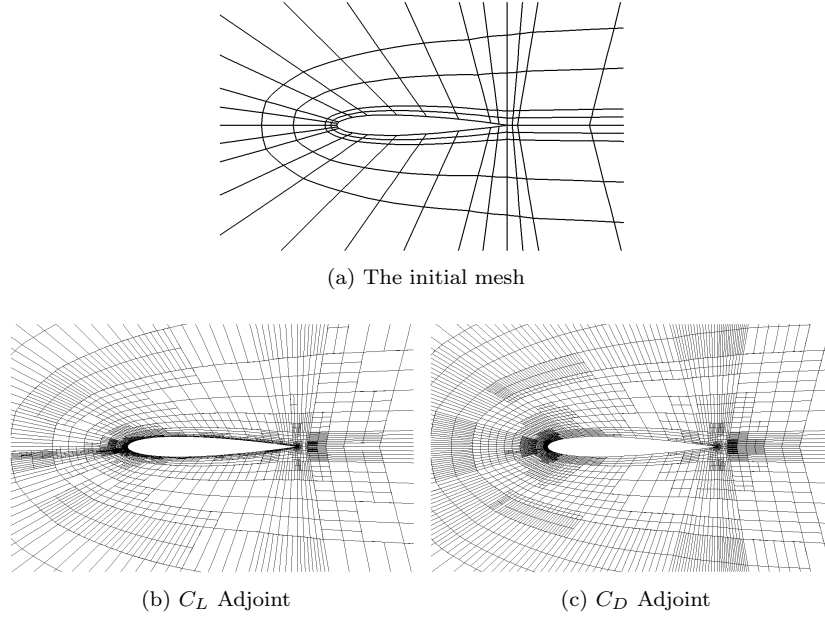 (a) The initial mesh
(b) C_L Adjoint
(c) C_D Adjoint